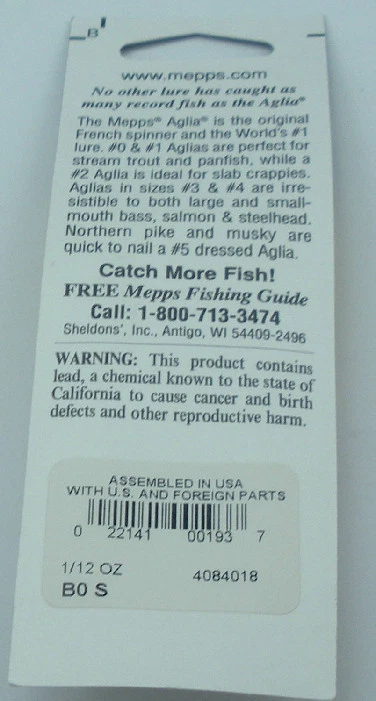 B
www.mepps.com
No other lure has caught as
many record fish as the Aglia®
The Mepps® Aglia® is the original
French spinner and the World's #1
lure. #0 & #1 Aglias are perfect for
stream trout and panfish, while a
#2 Aglia is ideal for slab crappies.
Aglias in sizes #3 & #4 are irre-
sistible to both large and small-
mouth bass, salmon & steelhead.
Northern pike and musky are
quick to nail a #5 dressed Aglia.
Catch More Fish!
FREE Mepps Fishing Guide
Call: 1-800-713-3474
Sheldons', Inc., Antigo, WI 54409-2496
WARNING: This product contains
lead, a chemical known to the state of
California to cause cancer and birth
defects and other reproductive harm.
ASSEMBLED IN USA
WITH U.S. AND FOREIGN PARTS
0 22141 00193 7
1/12 OZ 4084018
B0 S